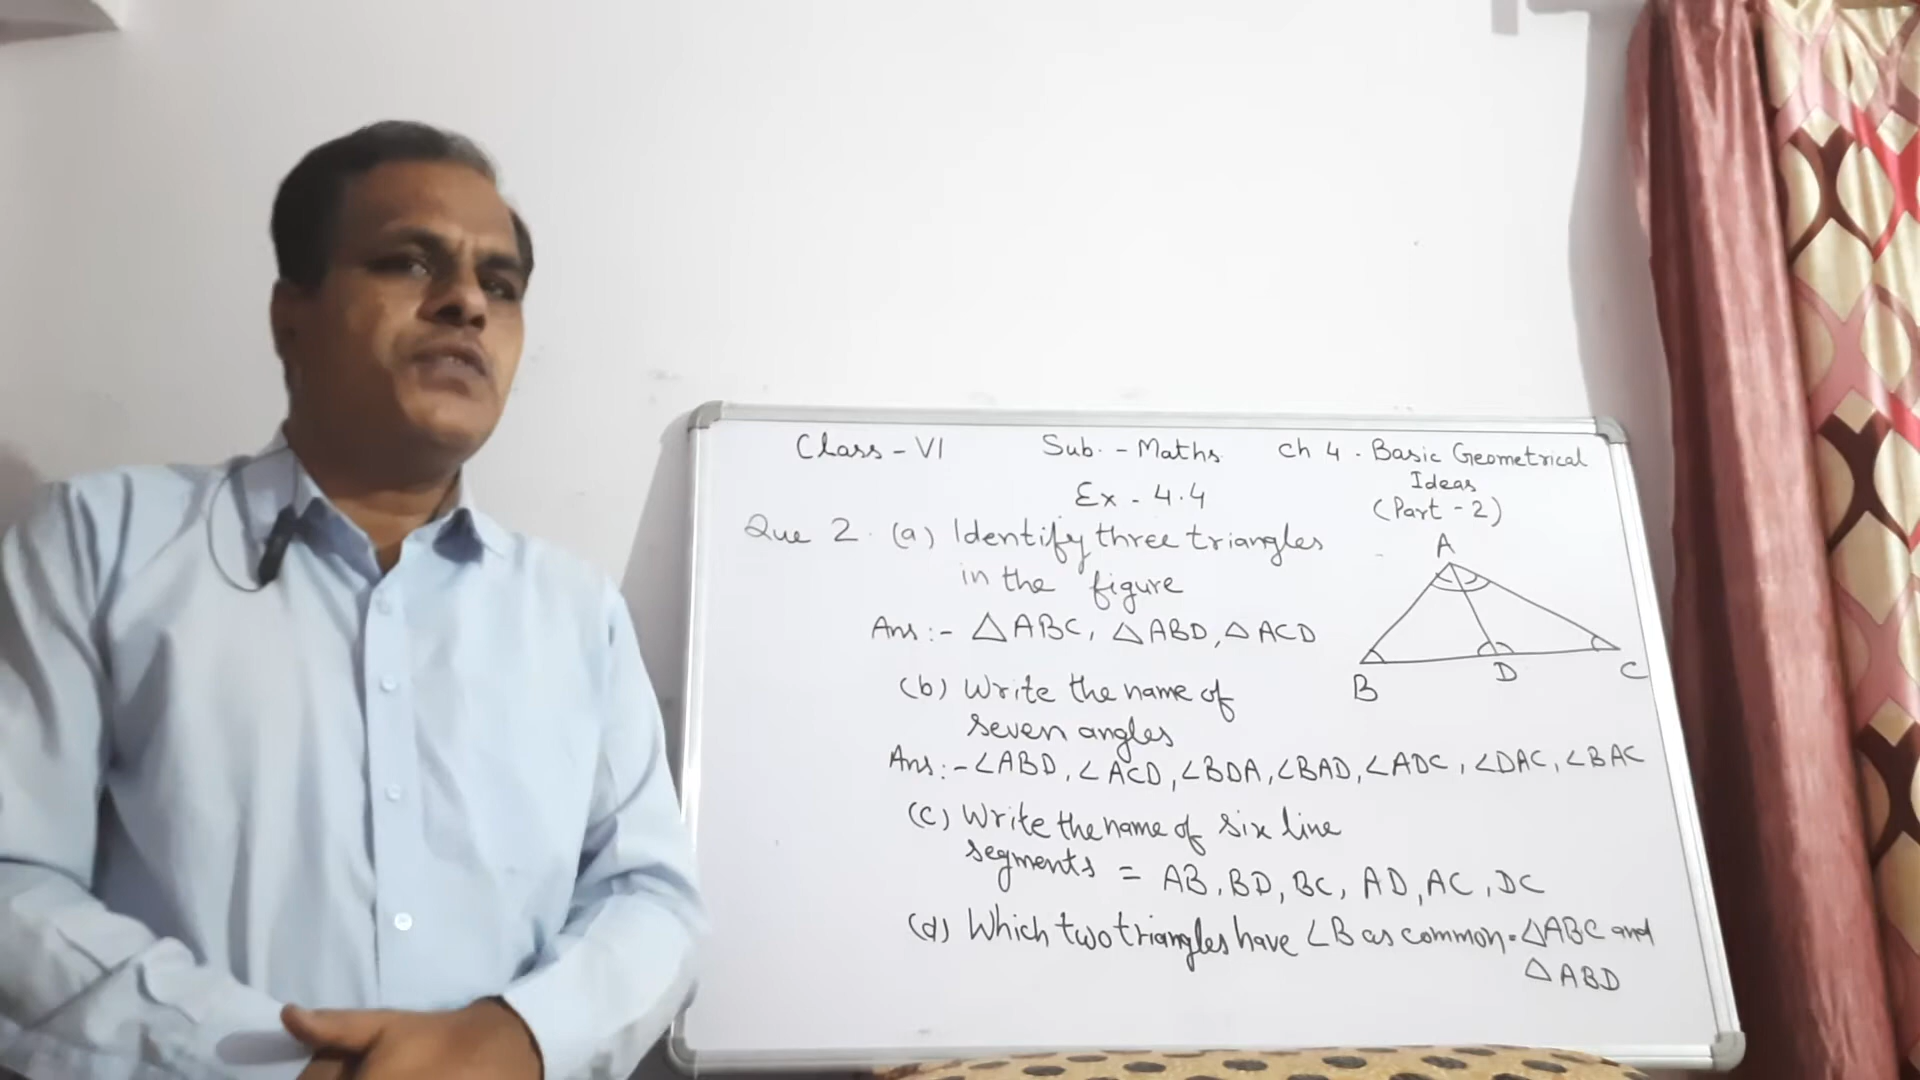 Class - VI Sub. - Maths ch 4 . Basic Geometrical
Ideas
Ex - 4.4 (Part - 2)
Que 2. (a) Identify three triangles
in the figure
Ans :- △ABC, △ABD, △ACD
A
B D C
(b) Write the name of
seven angles
Ans :- ∠ABD, ∠ACD, ∠BDA, ∠BAD, ∠ADC, ∠DAC, ∠BAC
(c) Write the name of six line
segments = AB, BD, BC, AD, AC, DC
(d) Which two triangles have ∠B as common = △ABC and
△ABD